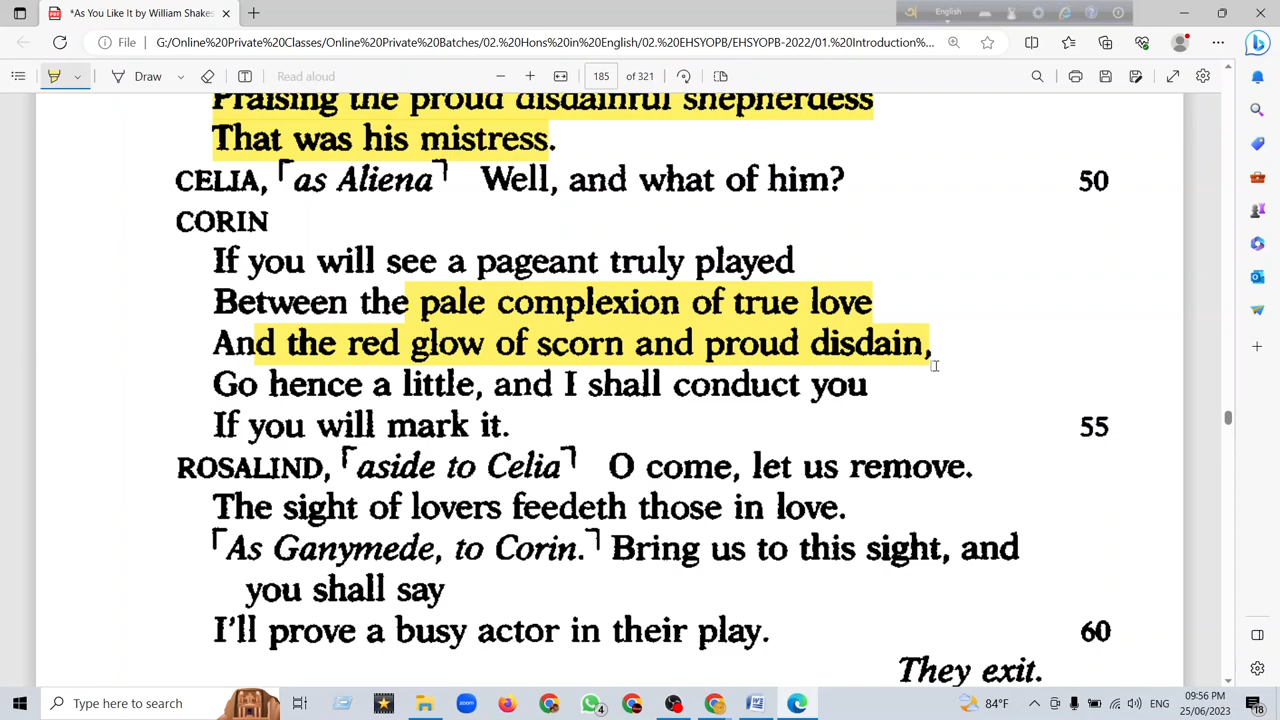 *As You Like It by William Shakes
English
File
G:/Online%20Private%20Classes/Online%20Private%20Batches/02.%20Hons%20in%20English/02.%20EHSYOPB/EHSYOPB-2022/01.%20Introduction%...
Draw
Read aloud
185 of 321
Praising the proud disdainful shepherdess
That was his mistress.
CELIA, ⌜as Aliena⌝ Well, and what of him? 50
CORIN
If you will see a pageant truly played
Between the pale complexion of true love
And the red glow of scorn and proud disdain,
Go hence a little, and I shall conduct you
If you will mark it. 55
ROSALIND, ⌜aside to Celia⌝ O come, let us remove.
The sight of lovers feedeth those in love.
⌜As Ganymede, to Corin.⌝ Bring us to this sight, and
you shall say
I'll prove a busy actor in their play. 60
They exit.
Type here to search
zoom
4
84°F
09:56 PM
25/06/2023
18